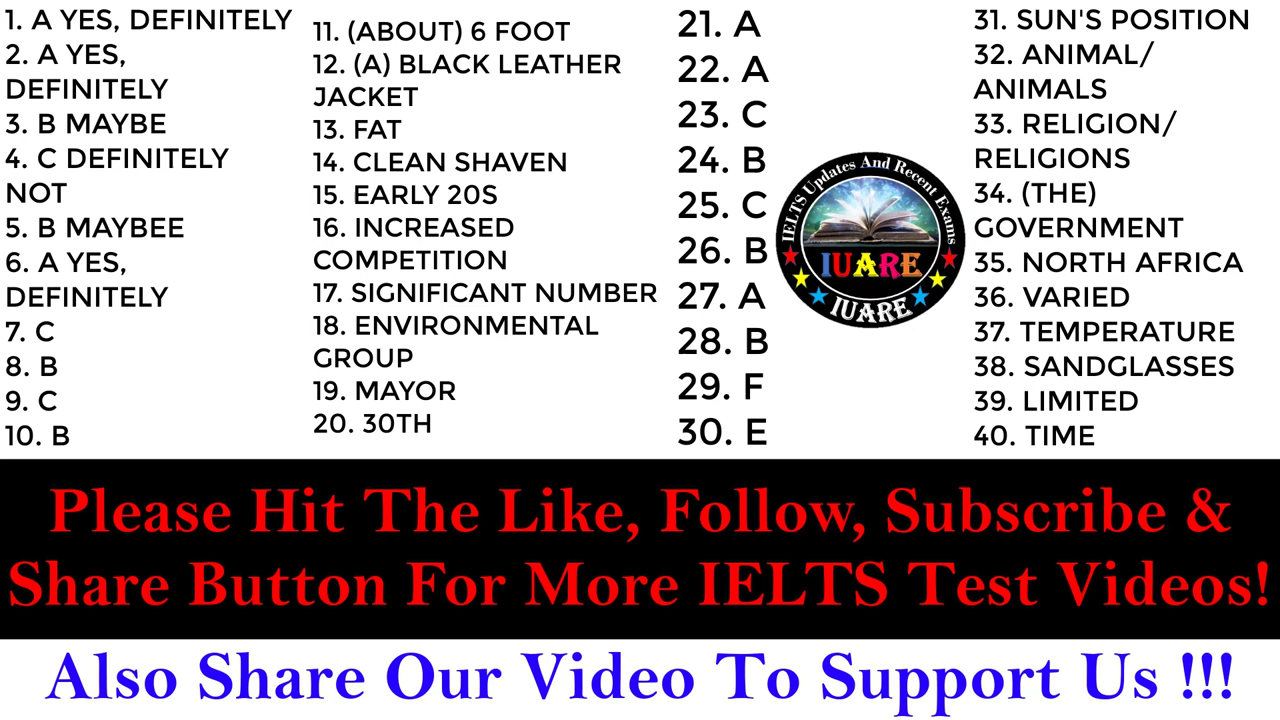 1. A YES, DEFINITELY
2. A YES,
DEFINITELY
3. B MAYBE
4. C DEFINITELY
NOT
5. B MAYBEE
6. A YES,
DEFINITELY
7. C
8. B
9. C
10. B
11. (ABOUT) 6 FOOT
12. (A) BLACK LEATHER
JACKET
13. FAT
14. CLEAN SHAVEN
15. EARLY 20S
16. INCREASED
COMPETITION
17. SIGNIFICANT NUMBER
18. ENVIRONMENTAL
GROUP
19. MAYOR
20. 30TH
21. A
22. A
23. C
24. B
25. C
26. B
27. A
28. B
29. F
30. E
IELTS Updates And Recent Exams
IUARE
IUARE
31. SUN'S POSITION
32. ANIMAL/
ANIMALS
33. RELIGION/
RELIGIONS
34. (THE)
GOVERNMENT
35. NORTH AFRICA
36. VARIED
37. TEMPERATURE
38. SANDGLASSES
39. LIMITED
40. TIME
Please Hit The Like, Follow, Subscribe &
Share Button For More IELTS Test Videos!
Also Share Our Video To Support Us !!!